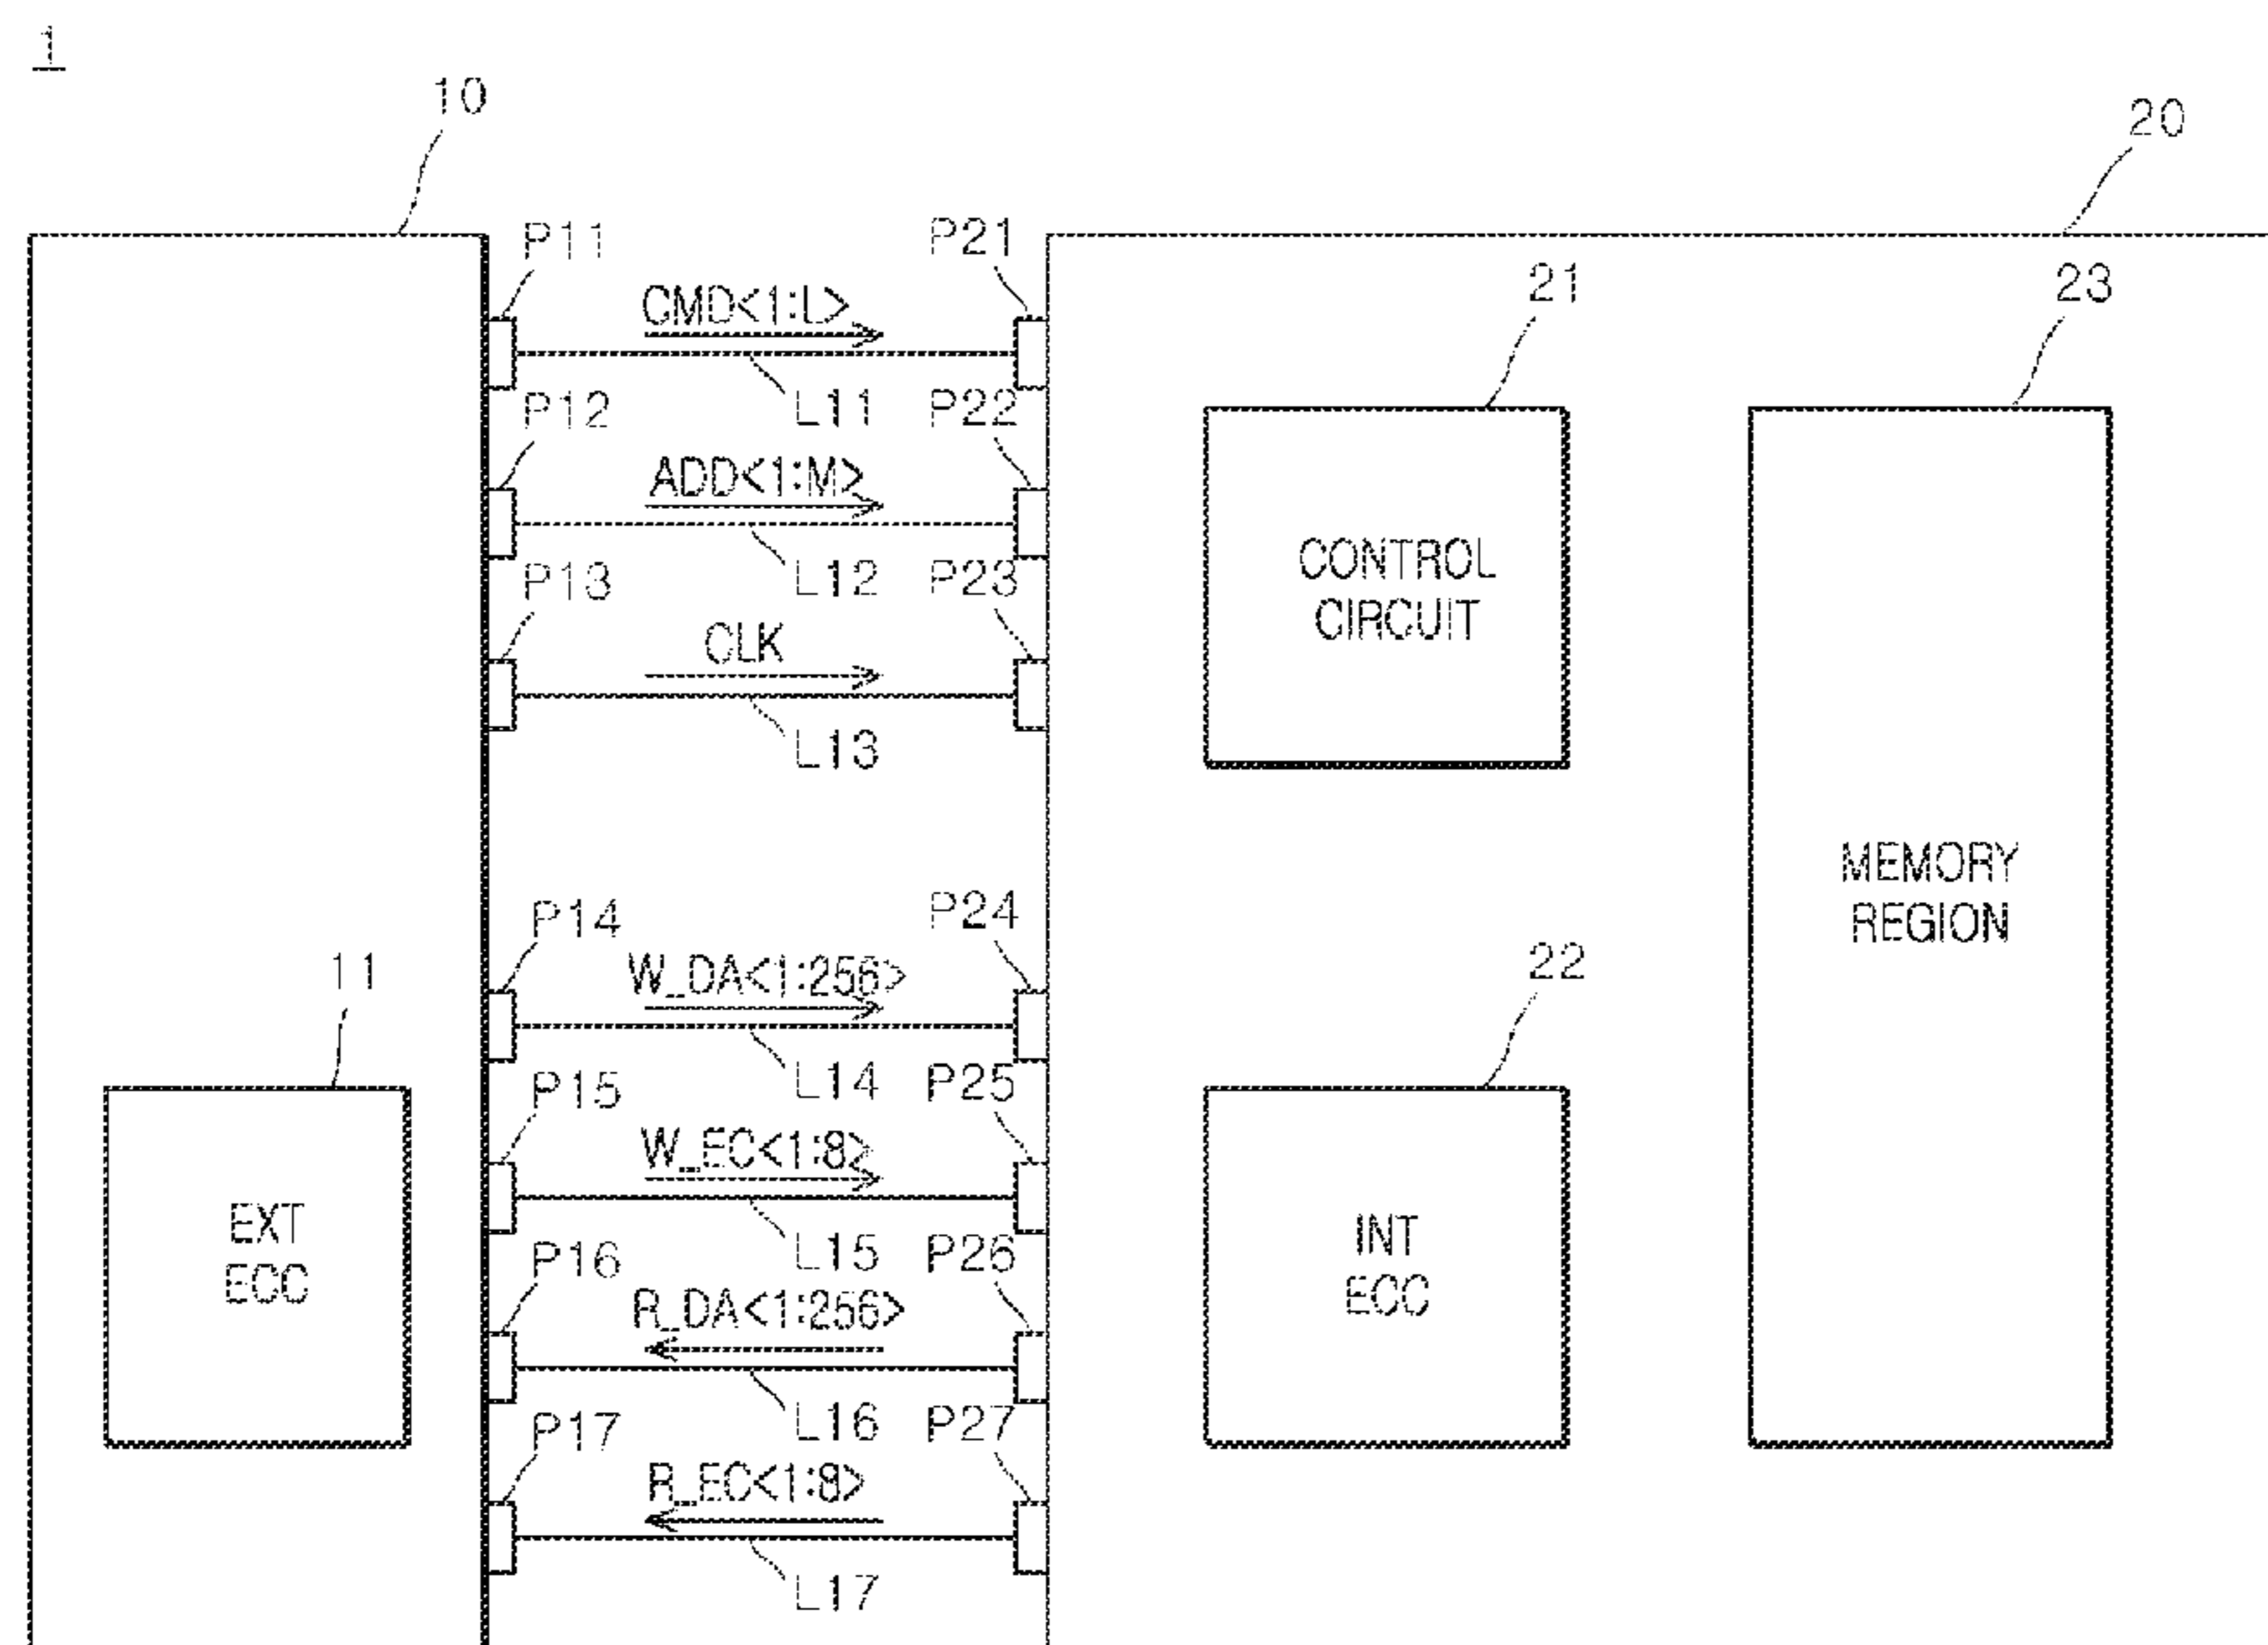 1
10
20
P11
P21
21
23
CMD<1:L>
L11
P12
P22
ADD<1:M>
L12
P13
P23
CONTROL
CIRCUIT
CLK
L13
MEMORY
REGION
P14
P24
11
W_DA<1:256>
22
L14
P15
P25
W_EC<1:8>
EXT
ECC
INT
ECC
L15
P16
P26
R_DA<1:256>
L16
P17
P27
R_EC<1:8>
L17